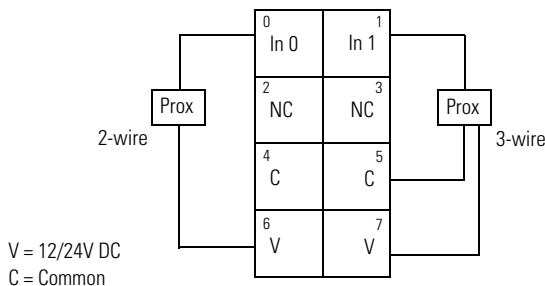 0 1
In 0 In 1
Prox 2 3 Prox
NC NC
2-wire 3-wire
4 5
C C
6 7
V V
V = 12/24V DC
C = Common